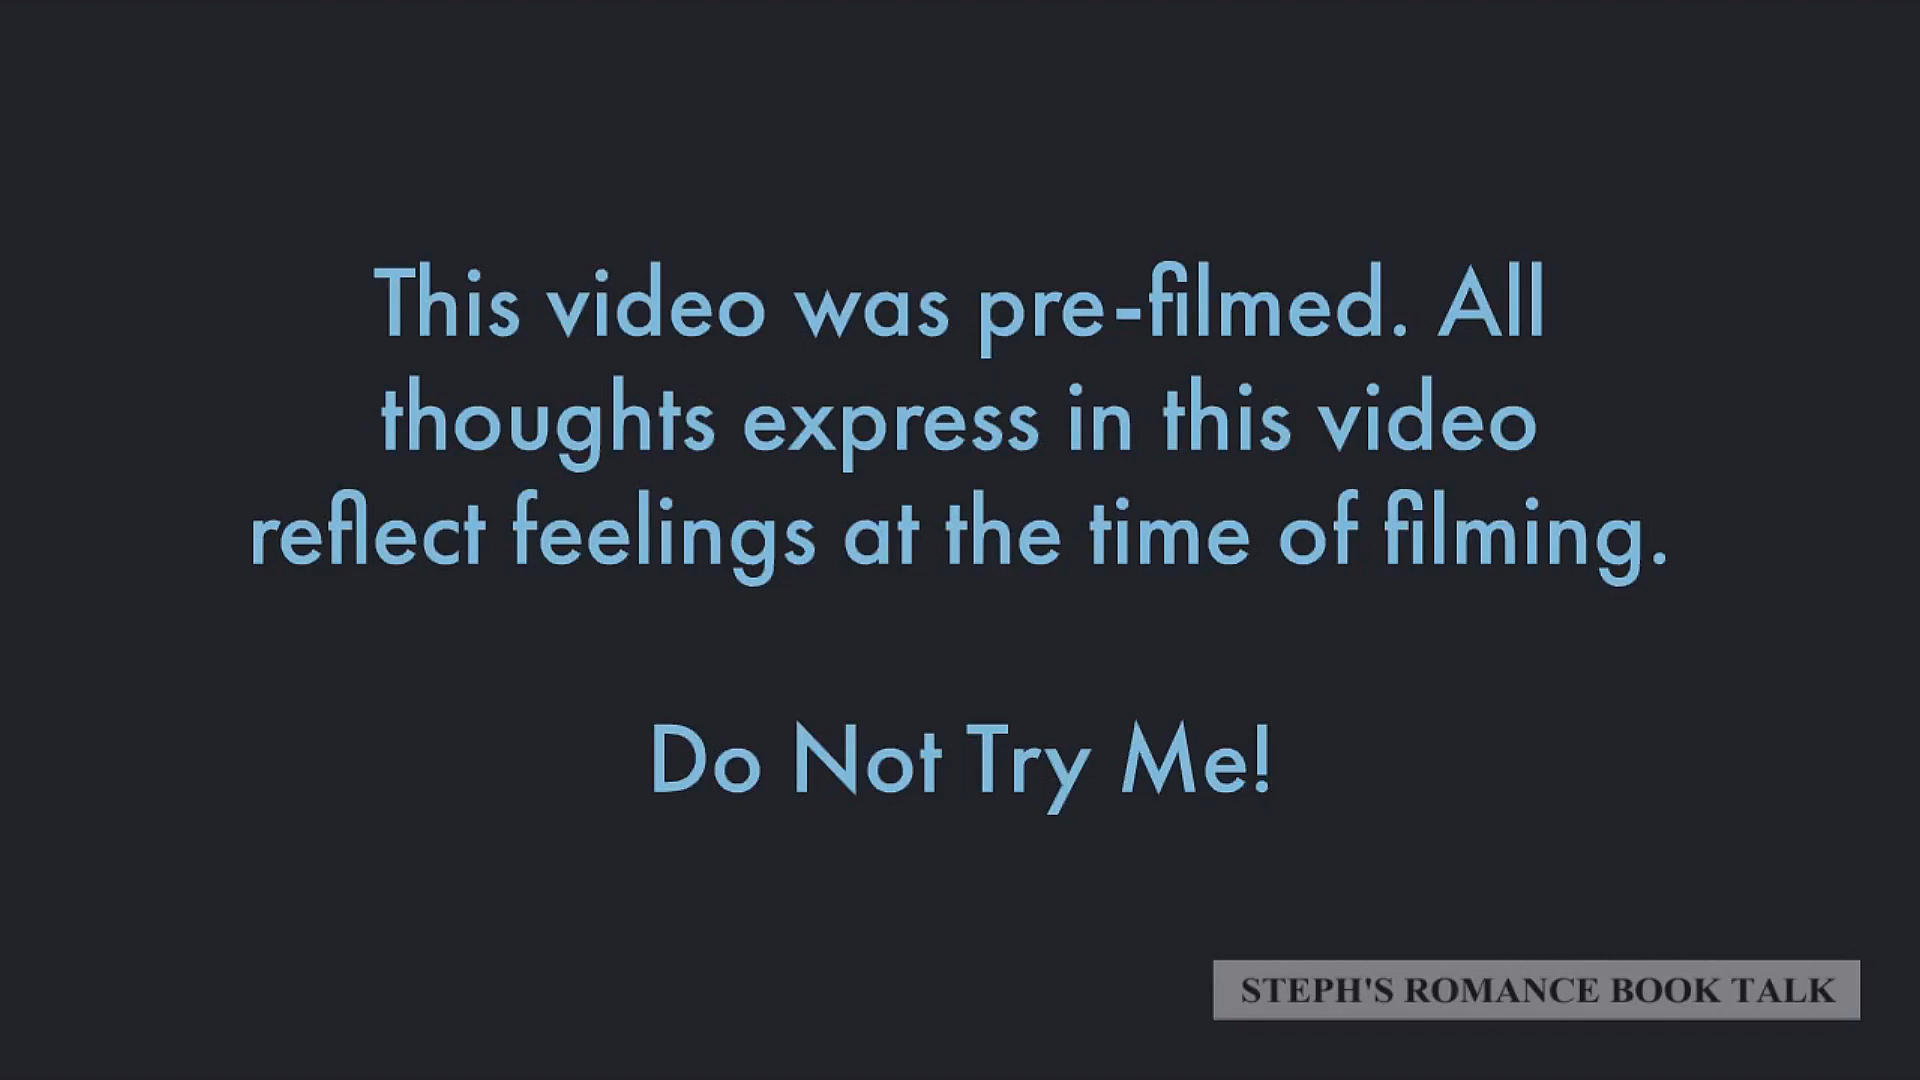 This video was pre-filmed. All
thoughts express in this video
reflect feelings at the time of filming.
Do Not Try Me!
STEPH'S ROMANCE BOOK TALK